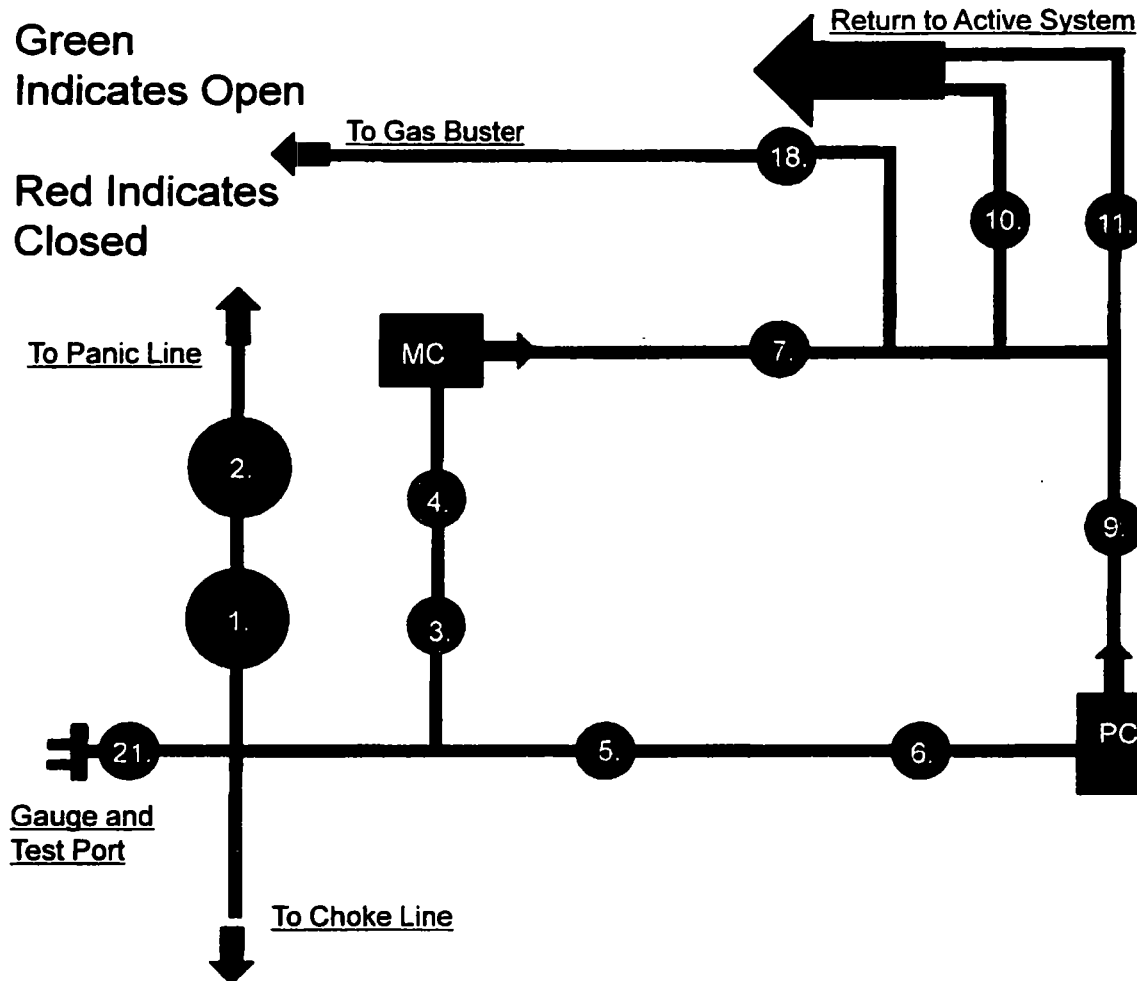 Green
Indicates Open
Return to Active System
To Gas Buster
18.
Red Indicates
Closed
10.
11.
To Panic Line
MC
7.
2.
4.
9.
1.
3.
21.
5.
6.
PC
Gauge and
Test Port
To Choke Line